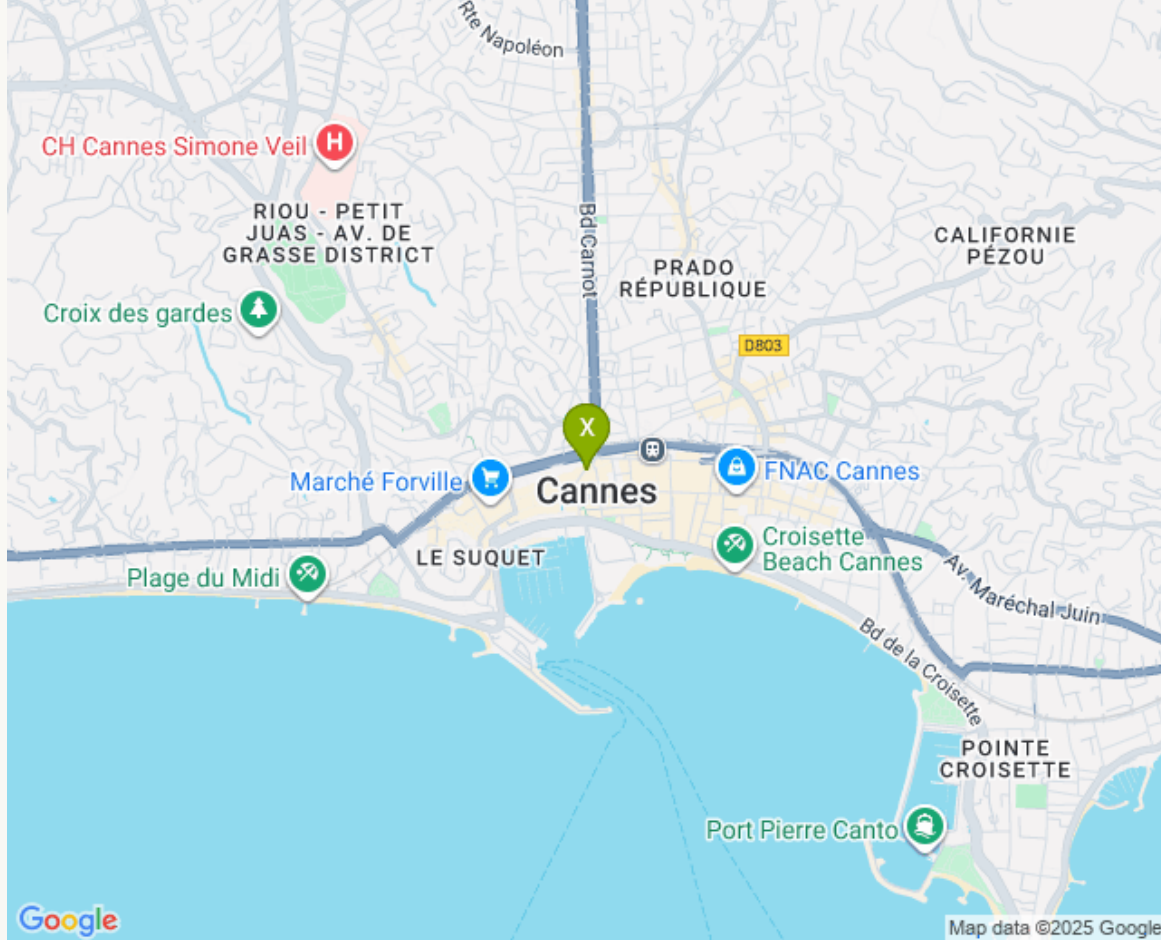 Rte Napoléon
CH Cannes Simone Veil
H
RIOU - PETIT
JUAS - AV. DE
GRASSE DISTRICT
Bd Carnot
CALIFORNIE
PÉZOU
PRADO
RÉPUBLIQUE
Croix des gardes
D803
X
Marché Forville
Cannes
FNAC Cannes
LE SUQUET
Croisette
Beach Cannes
Plage du Midi
Av. Maréchal Juin
Bd de la Croisette
POINTE
CROISETTE
Port Pierre Canto
Google
Map data ©2025 Google